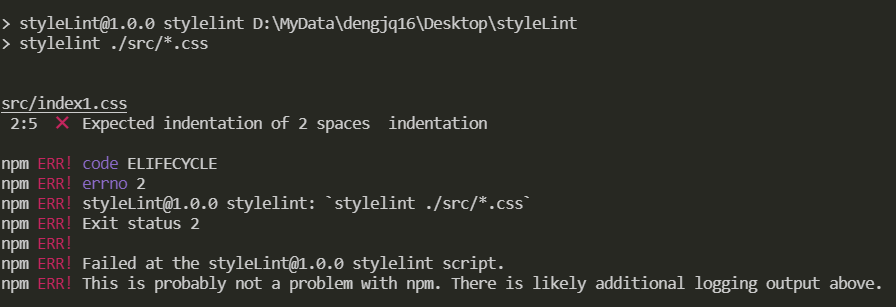 > styleLint@1.0.0 stylelint D:\MyData\dengjq16\Desktop\styleLint
> stylelint ./src/*.css
src/index1.css
2:5 ✖ Expected indentation of 2 spaces indentation
npm ERR! code ELIFECYCLE
npm ERR! errno 2
npm ERR! styleLint@1.0.0 stylelint: `stylelint ./src/*.css`
npm ERR! Exit status 2
npm ERR!
npm ERR! Failed at the styleLint@1.0.0 stylelint script.
npm ERR! This is probably not a problem with npm. There is likely additional logging output above.